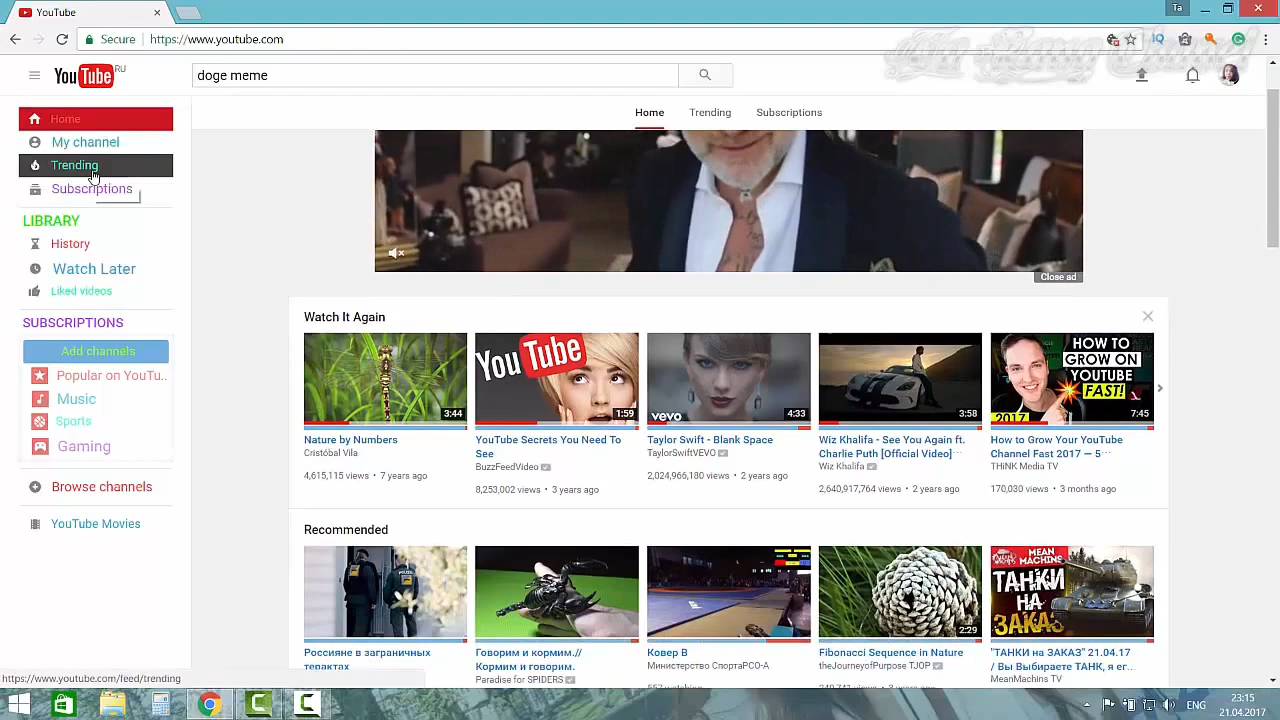 YouTube
Secure
https://www.youtube.com
YouTube RU
doge meme
Home
My channel
Trending
Subscriptions
LIBRARY
History
Watch Later
Liked videos
SUBSCRIPTIONS
Add channels
Popular on YouTu..
Music
Sports
Gaming
Browse channels
YouTube Movies
Home Trending Subscriptions
Close ad
Watch It Again
3:44
YouTube
1:59
vevo
4:33
3:58
HOW TO
GROW ON
YOUTUBE
FAST!
2017
7:45
Nature by Numbers
Cristóbal Vila
4,615,115 views • 7 years ago
YouTube Secrets You Need To
See
BuzzFeedVideo
8,253,002 views • 3 years ago
Taylor Swift - Blank Space
TaylorSwiftVEVO
2,024,966,180 views • 2 years ago
Wiz Khalifa - See You Again ft.
Charlie Puth [Official Video]…
Wiz Khalifa
2,640,917,764 views • 2 years ago
How to Grow Your YouTube
Channel Fast 2017 — 5…
THiNK Media TV
170,030 views • 3 months ago
Recommended
POLIZEI
2:29
MEAN
MACHINE
ТАНКИ
НА
ЗАКАЗ
Россияне в заграничных
терактах
Говорим и кормим.//
Кормим и говорим.
Paradise for SPIDERS
Ковер В
Министерство СпортаРСО-А
557 watching
Fibonacci Sequence in Nature
theJourneyofPurpose TJOP
"ТАНКИ на ЗАКАЗ" 21.04.17
/ Вы Выбираете ТАНК, я ег…
MeanMachins TV
https://www.youtube.com/feed/trending
ENG
23:15
21.04.2017